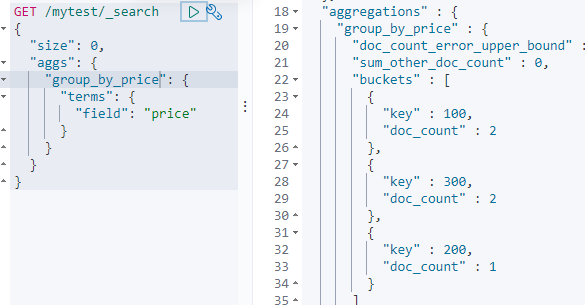 GET /mytest/_search
{
"size": 0,
"aggs": {
"group_by_price": {
"terms": {
"field": "price"
}
}
}
}
18 "aggregations" : {
19 "group_by_price" : {
20 "doc_count_error_upper_bound" :
21 "sum_other_doc_count" : 0,
22 "buckets" : [
23 {
24 "key" : 100,
25 "doc_count" : 2
26 },
27 {
28 "key" : 300,
29 "doc_count" : 2
30 },
31 {
32 "key" : 200,
33 "doc_count" : 1
34 }
35 ]